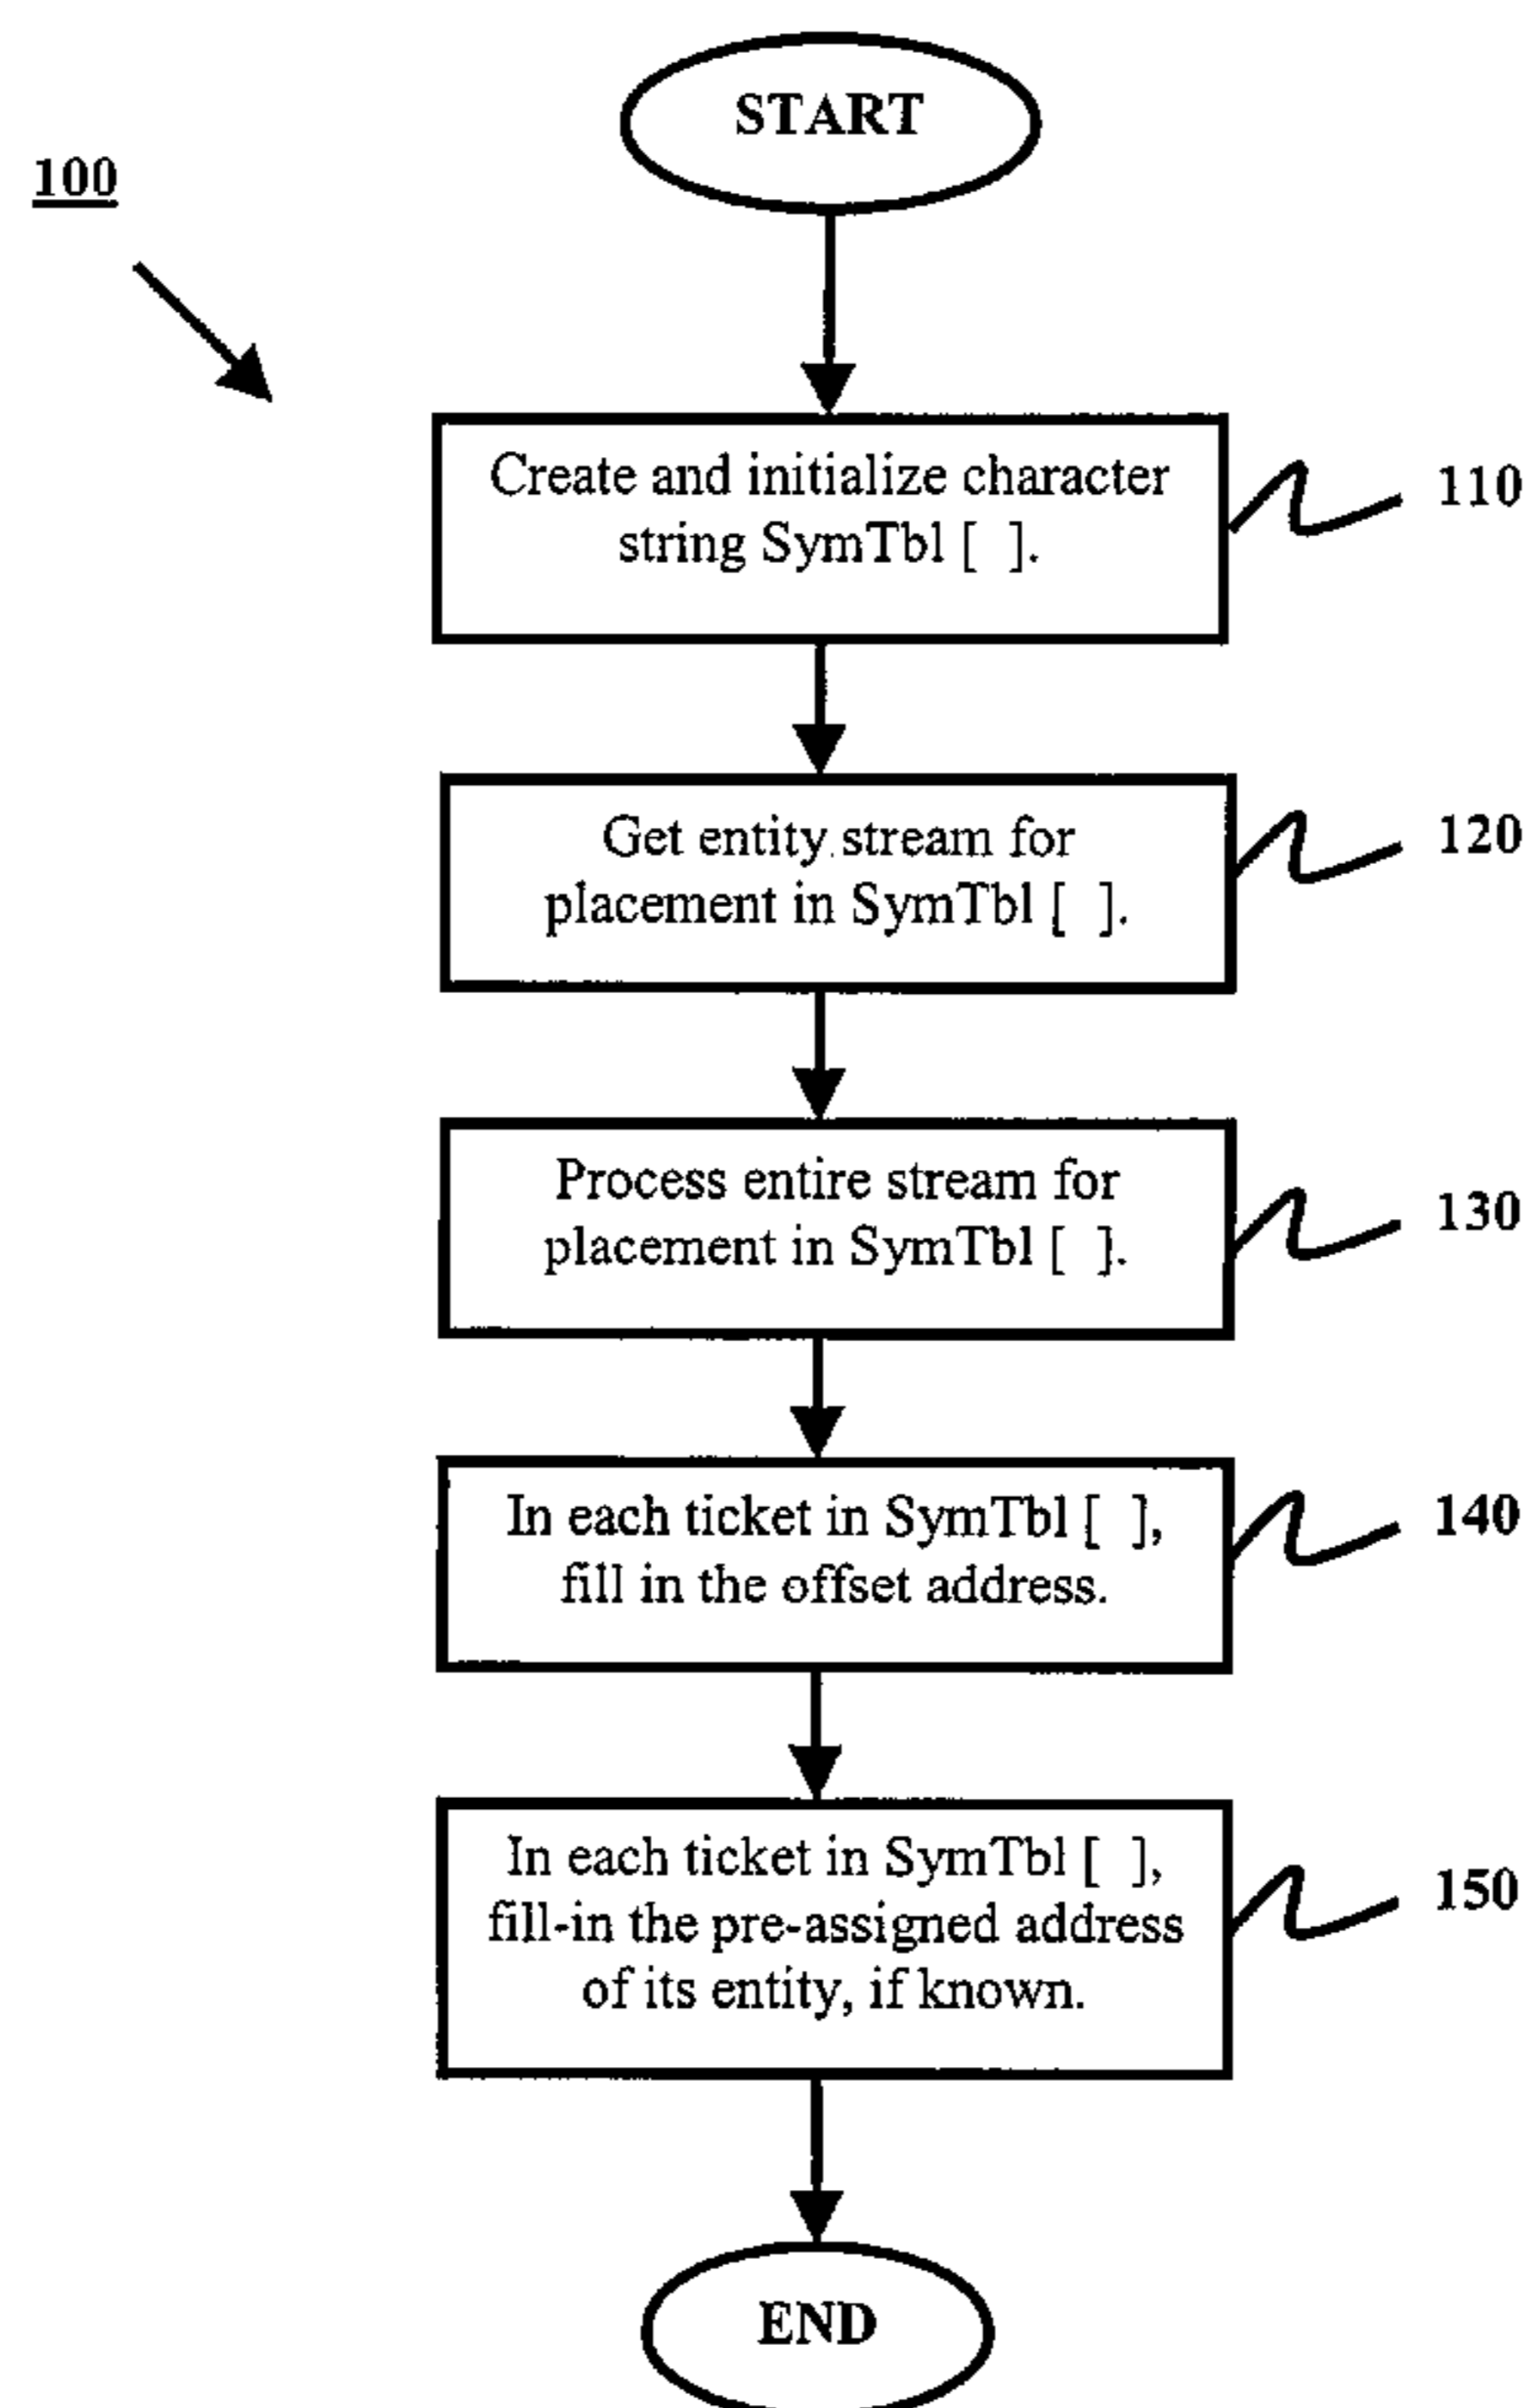 START
100
Create and initialize character
string SymTbl [ ].
110
Get entity stream for
placement in SymTbl [ ].
120
Process entire stream for
placement in SymTbl [ ].
130
In each ticket in SymTbl [ ],
fill in the offset address.
140
In each ticket in SymTbl [ ],
fill-in the pre-assigned address
of its entity, if known.
150
END